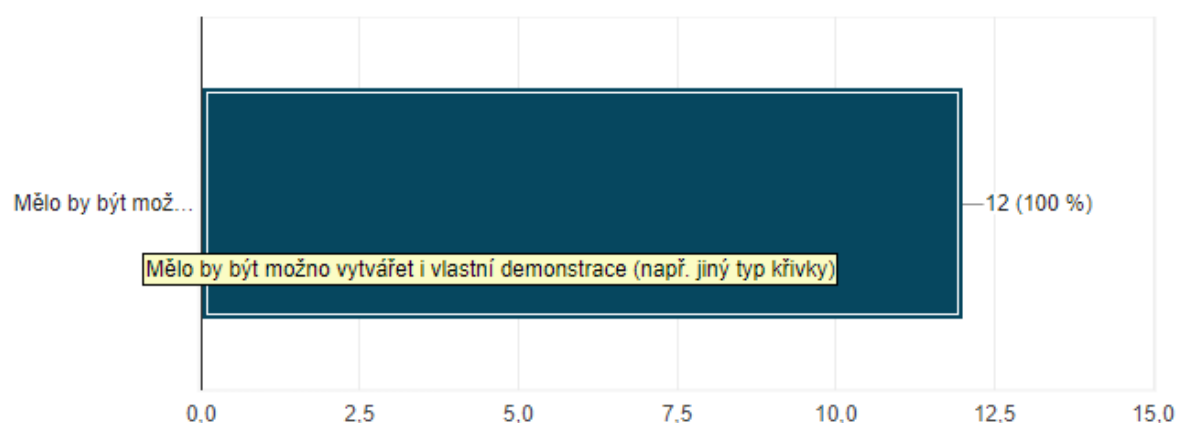 Mělo by být mož...
12 (100 %)
Mělo by být možno vytvářet i vlastní demonstrace (např. jiný typ křivky)
0,0 2,5 5,0 7,5 10,0 12,5 15,0